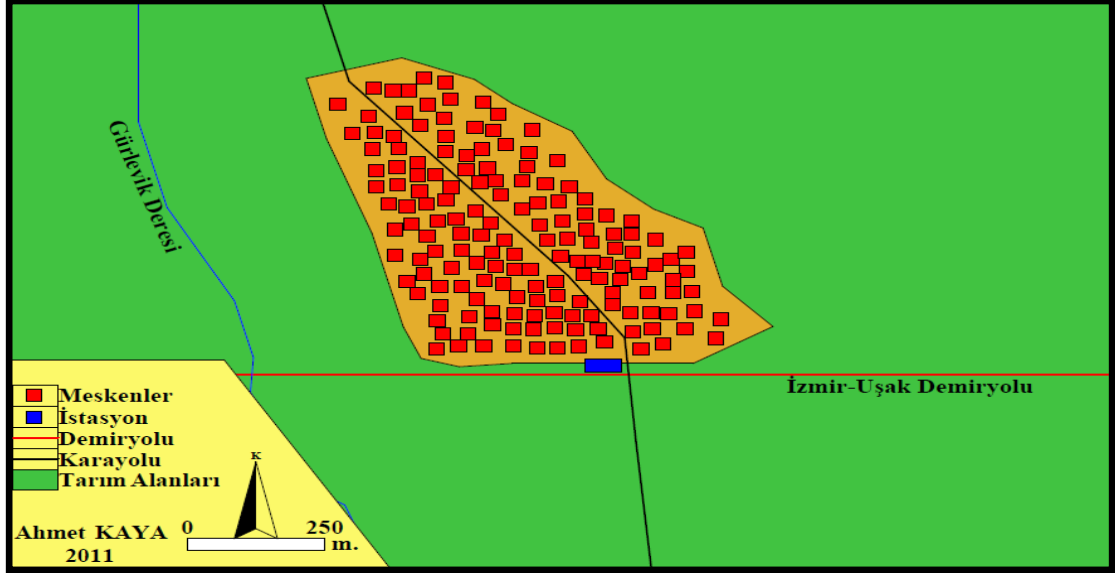 Gürlevik Deresi
İzmir-Uşak Demiryolu
Meskenler
İstasyon
Demiryolu
Karayolu
Tarım Alanları
K
Ahmet KAYA
2011
0 250
m.